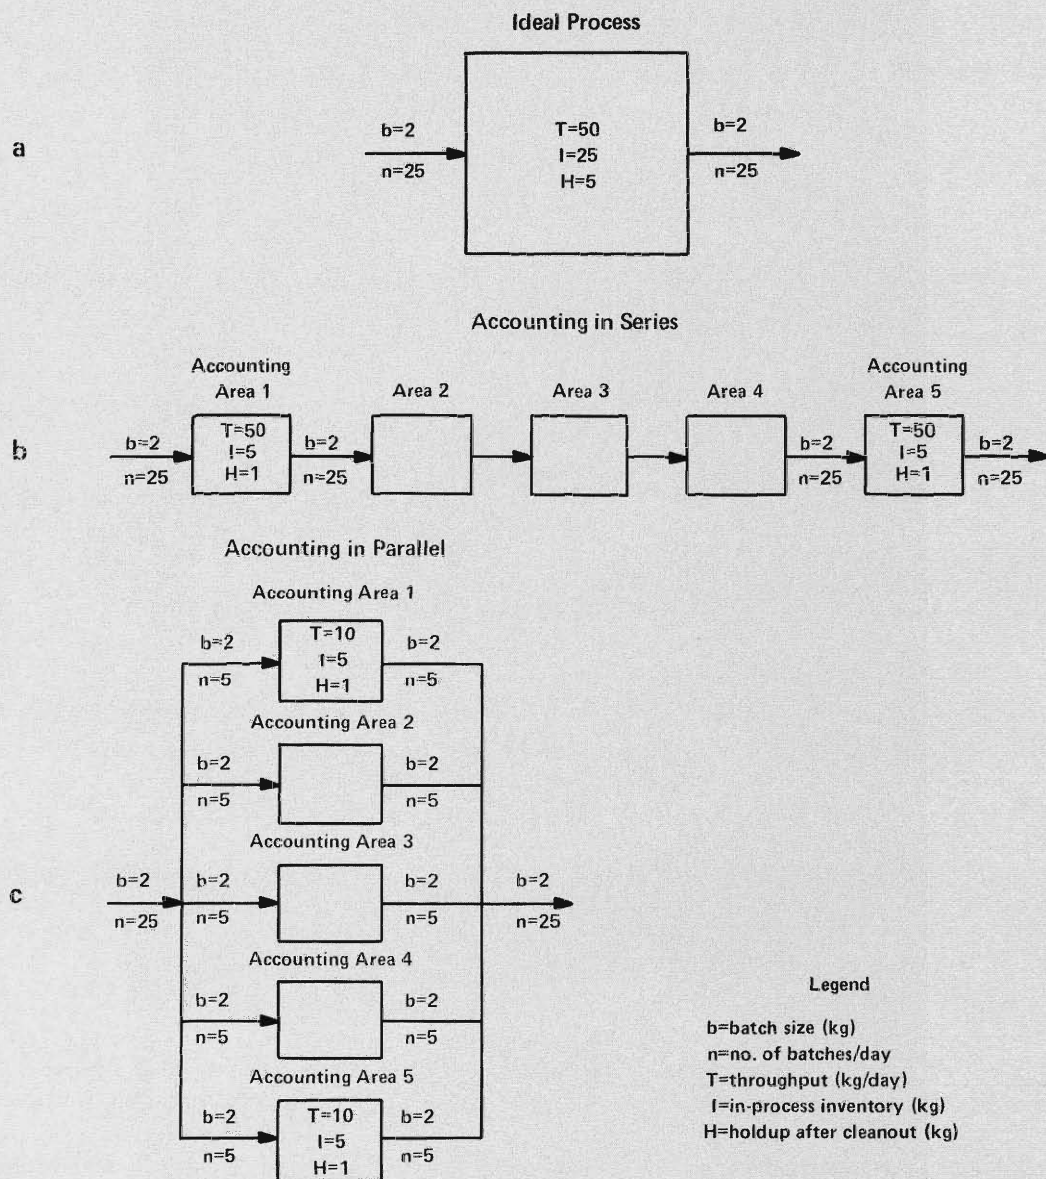 Ideal Process
a
b=2
n=25
T=50
I=25
H=5
b=2
n=25
Accounting in Series
Accounting
Area 1
Area 2
Area 3
Area 4
Accounting
Area 5
b
b=2
n=25
T=50
I=5
H=1
b=2
n=25
b=2
n=25
T=50
I=5
H=1
b=2
n=25
Accounting in Parallel
Accounting Area 1
b=2
n=5
T=10
I=5
H=1
b=2
n=5
Accounting Area 2
b=2
n=5
b=2
n=5
Accounting Area 3
c
b=2
n=25
b=2
n=5
b=2
n=5
b=2
n=25
Accounting Area 4
b=2
n=5
b=2
n=5
Accounting Area 5
b=2
n=5
T=10
I=5
H=1
b=2
n=5
Legend
b=batch size (kg)
n=no. of batches/day
T=throughput (kg/day)
I=in-process inventory (kg)
H=holdup after cleanout (kg)